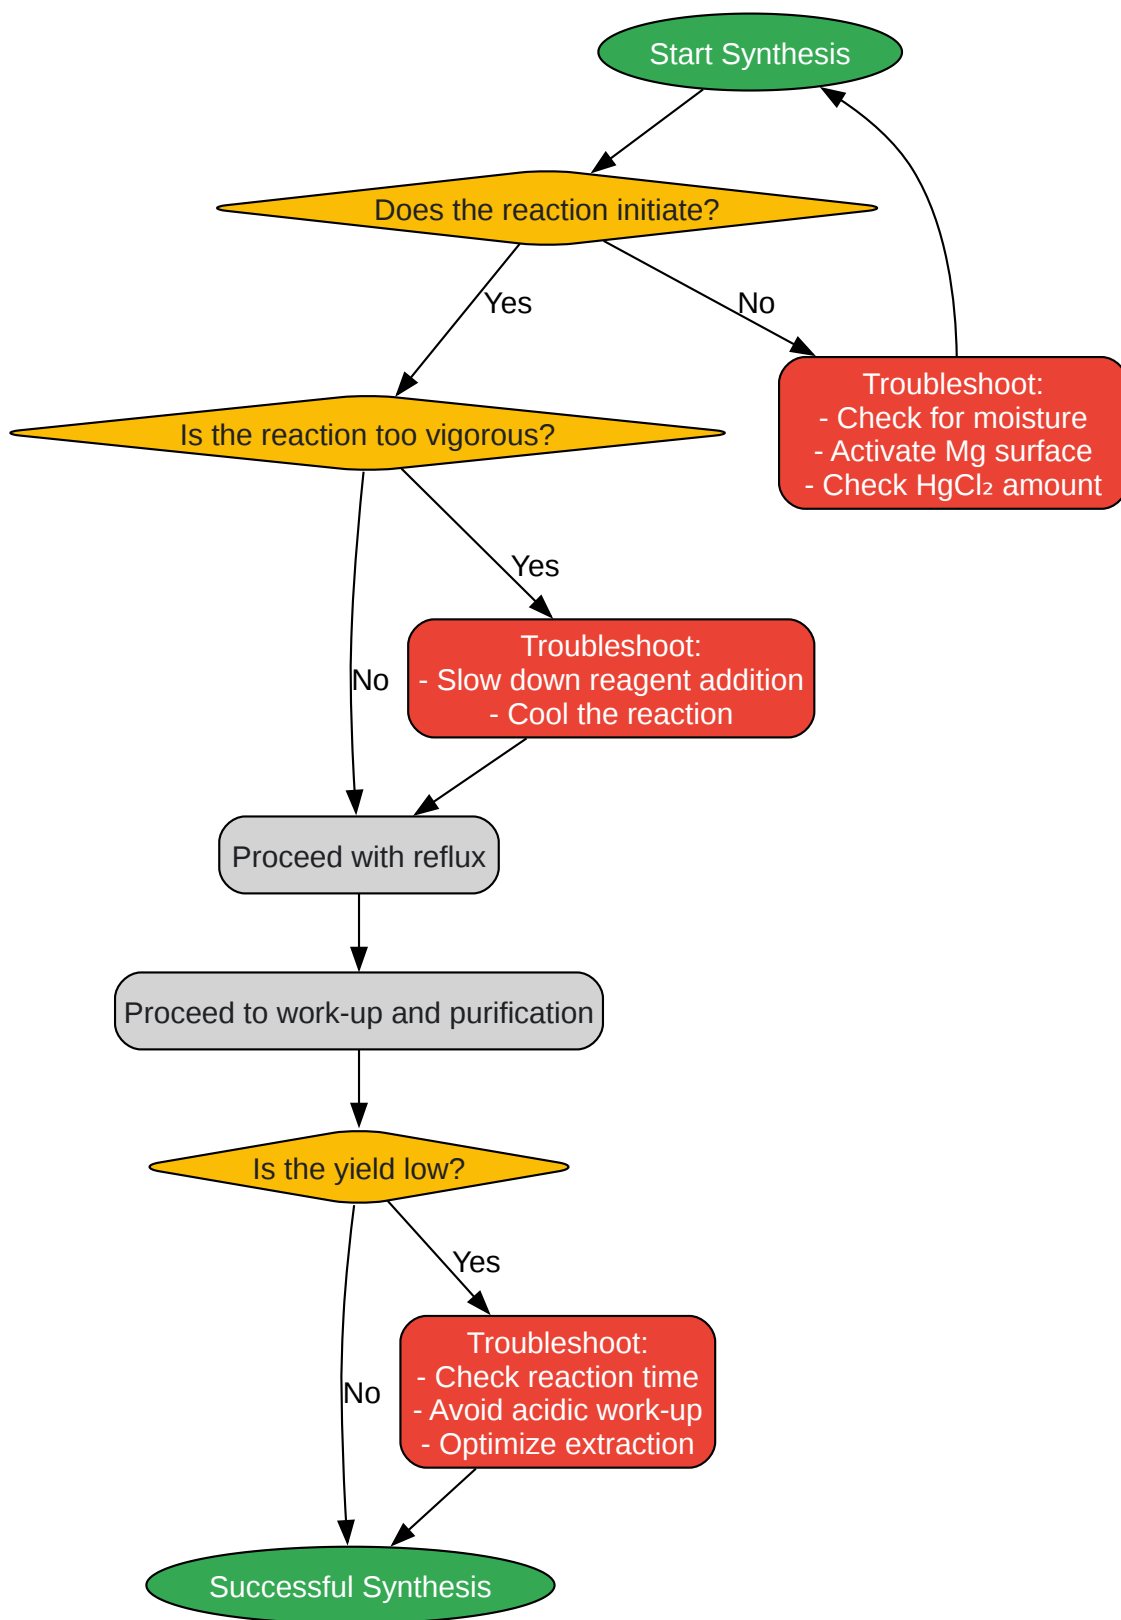 Start Synthesis
Does the reaction initiate?
Yes
No
Troubleshoot:
- Check for moisture
- Activate Mg surface
- Check HgCl₂ amount
Is the reaction too vigorous?
Yes
No
Troubleshoot:
- Slow down reagent addition
- Cool the reaction
Proceed with reflux
Proceed to work-up and purification
Is the yield low?
Yes
No
Troubleshoot:
- Check reaction time
- Avoid acidic work-up
- Optimize extraction
Successful Synthesis